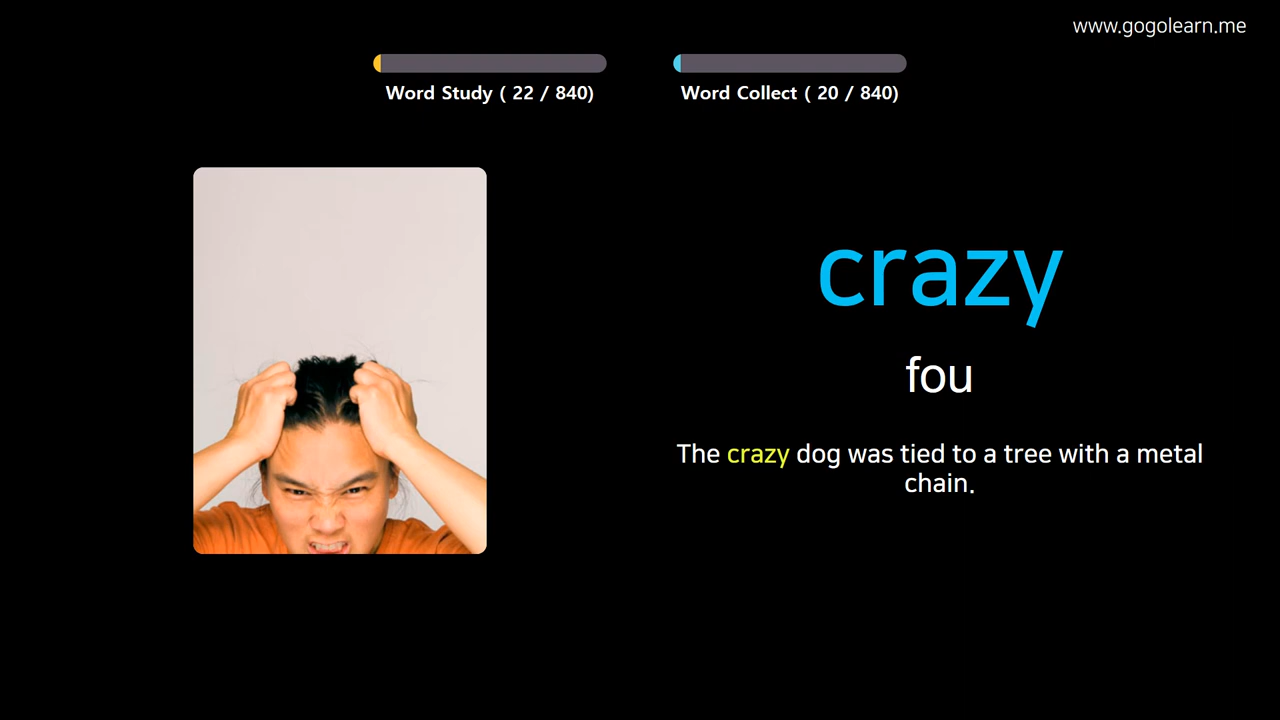 www.gogolearn.me
Word Study ( 22 / 840)
Word Collect ( 20 / 840)
crazy
fou
The crazy dog was tied to a tree with a metal
chain.